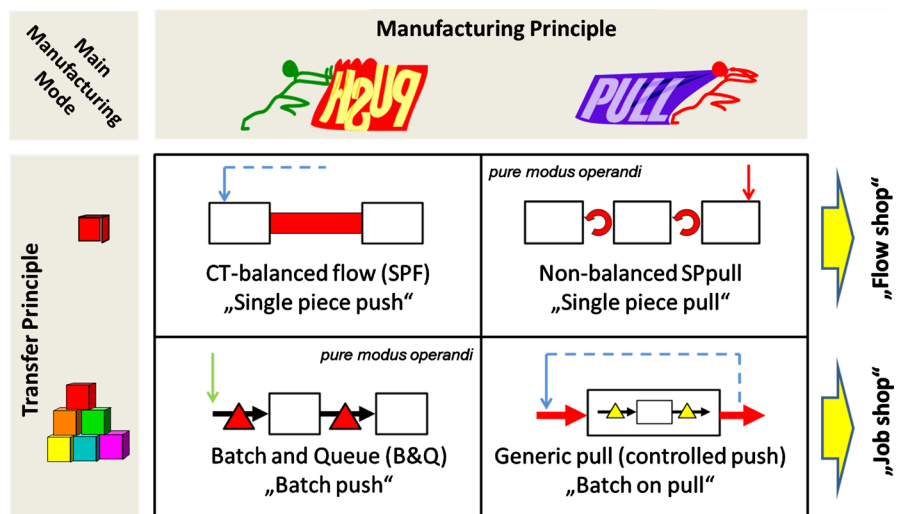 Main
Manufacturing
Mode
Manufacturing Principle
PUSH
PULL
Transfer Principle
pure modus operandi
CT-balanced flow (SPF)
„Single piece push“
Non-balanced SPpull
„Single piece pull“
„Flow shop“
pure modus operandi
Batch and Queue (B&Q)
„Batch push“
Generic pull (controlled push)
„Batch on pull“
„Job shop“